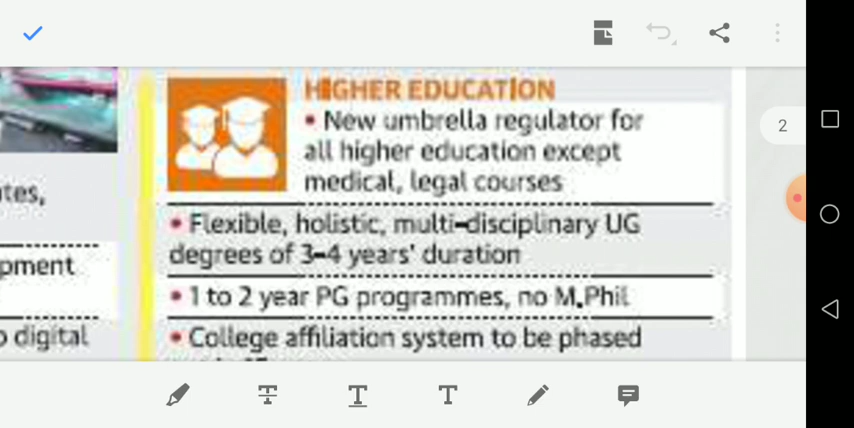 HIGHER EDUCATION
• New umbrella regulator for
all higher education except
medical, legal courses
• Flexible, holistic, multi-disciplinary UG
degrees of 3-4 years' duration
• 1 to 2 year PG programmes, no M.Phil
• College affiliation system to be phased
pment
digital
2
T
T
T